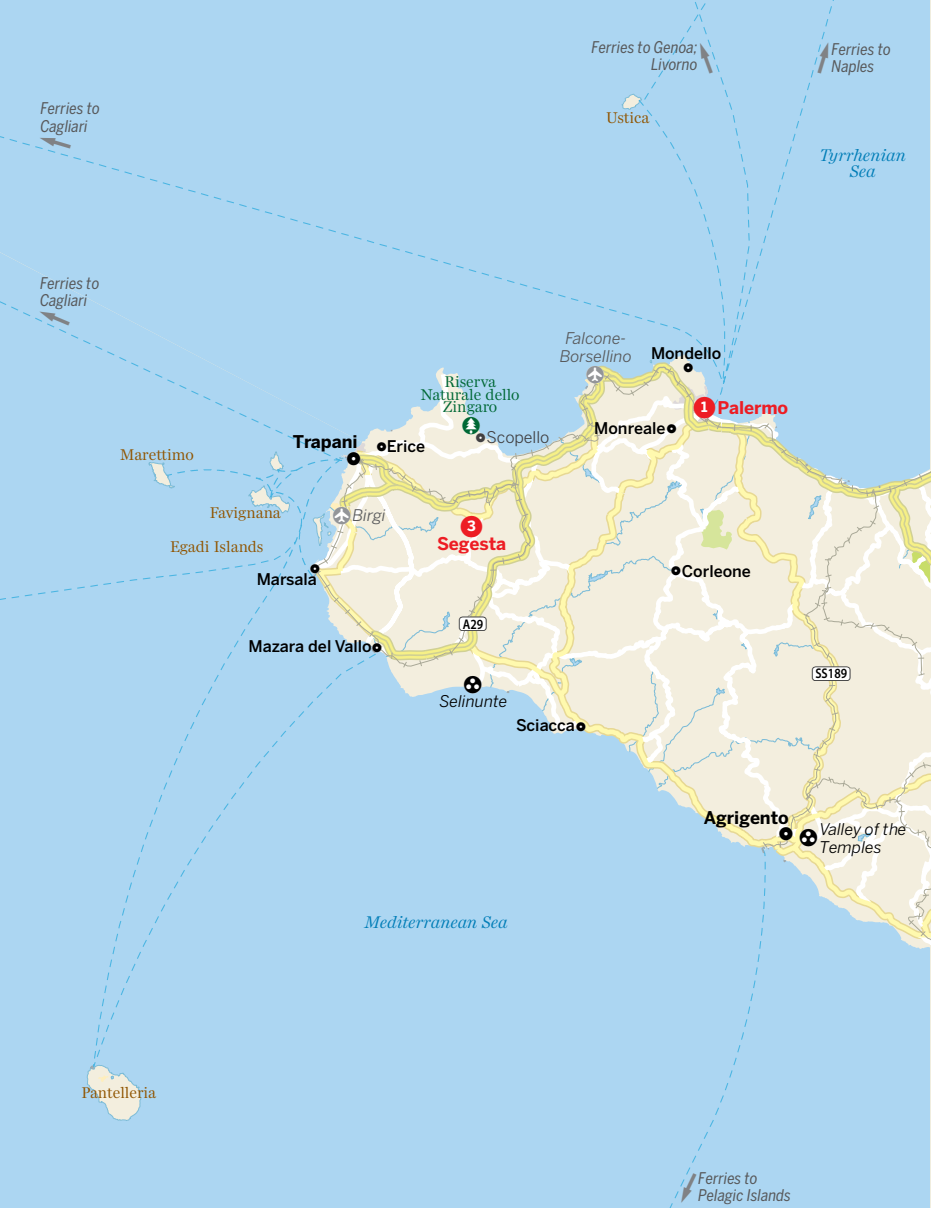 Ferries to Genoa;
Livorno
Ferries to
Naples
Ferries to
Cagliari
Ustica
Tyrrhenian
Sea
Ferries to
Cagliari
Falcone-
Borsellino
Mondello
Riserva
Naturale dello
Zingaro
1 Palermo
Monreale
Scopello
Trapani
Erice
Marettimo
Favignana
Birgi
3
Segesta
Egadi Islands
Marsala
Corleone
A29
Mazara del Vallo
SS189
Selinunte
Sciacca
Agrigento
Valley of the
Temples
Mediterranean Sea
Pantelleria
Ferries to
Pelagic Islands